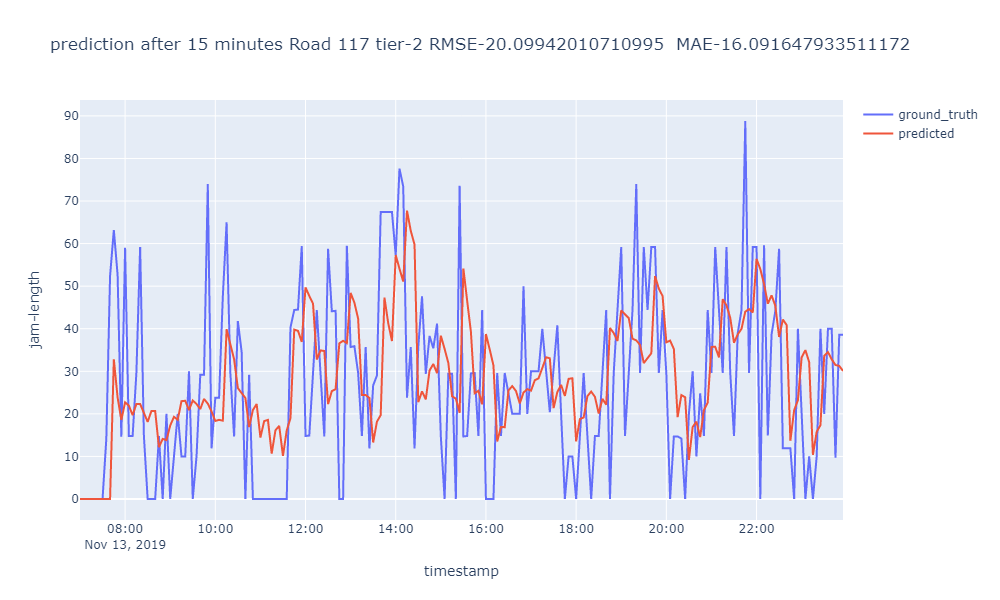 prediction after 15 minutes Road 117 tier-2 RMSE-20.09942010710995  MAE-16.091647933511172
ground_truth
predicted
jam-length
90
80
70
60
50
40
30
20
10
0
08:00 10:00 12:00 14:00 16:00 18:00 20:00 22:00
Nov 13, 2019
timestamp